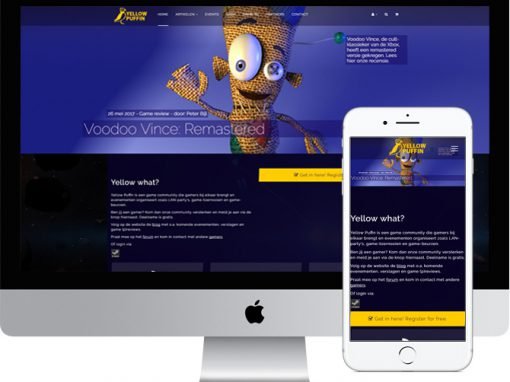 YELLOW
PUFFIN
HOME ARTIKELEN EVENTS PARTNERS CONTACT
Voodoo Vince, de cult-
klassieker van de Xbox,
heeft een remastered
versie gekregen. Lees
hier onze recensie.
26 mei 2017 - Game review - door: Peter Bijl
Voodoo Vince: Remastered
Get in here! Register for free
Yellow what?
Yellow Puffin is een game community die gamers bij
elkaar brengt en evenementen organiseert zoals LAN-
party's, game-toernooien en game-beurzen.
Ben jij een gamer? Kom dan onze community versterken
en meld je aan via de knop hiernaast. Deelname is gratis.
Volg op de website de blog met o.a. komende
evenementen, verslagen en game (p)reviews.
Praat mee op het forum en kom in contact met andere gamers.
Of login via:
YELLOW
PUFFIN
Voodoo Vince: Remastered
Yellow what?
Yellow Puffin is een game community die gamers bij
elkaar brengt en evenementen organiseert zoals LAN-
party's, game-toernooien en game-beurzen.
Ben jij een gamer? Kom dan onze community versterken
en meld je aan via de knop hiernaast. Deelname is gratis.
Volg op de website de blog met o.a. komende
evenementen, verslagen en game (p)reviews.
Praat mee op het forum en kom in contact met andere
gamers.
Of login via:
Get in here! Register for free